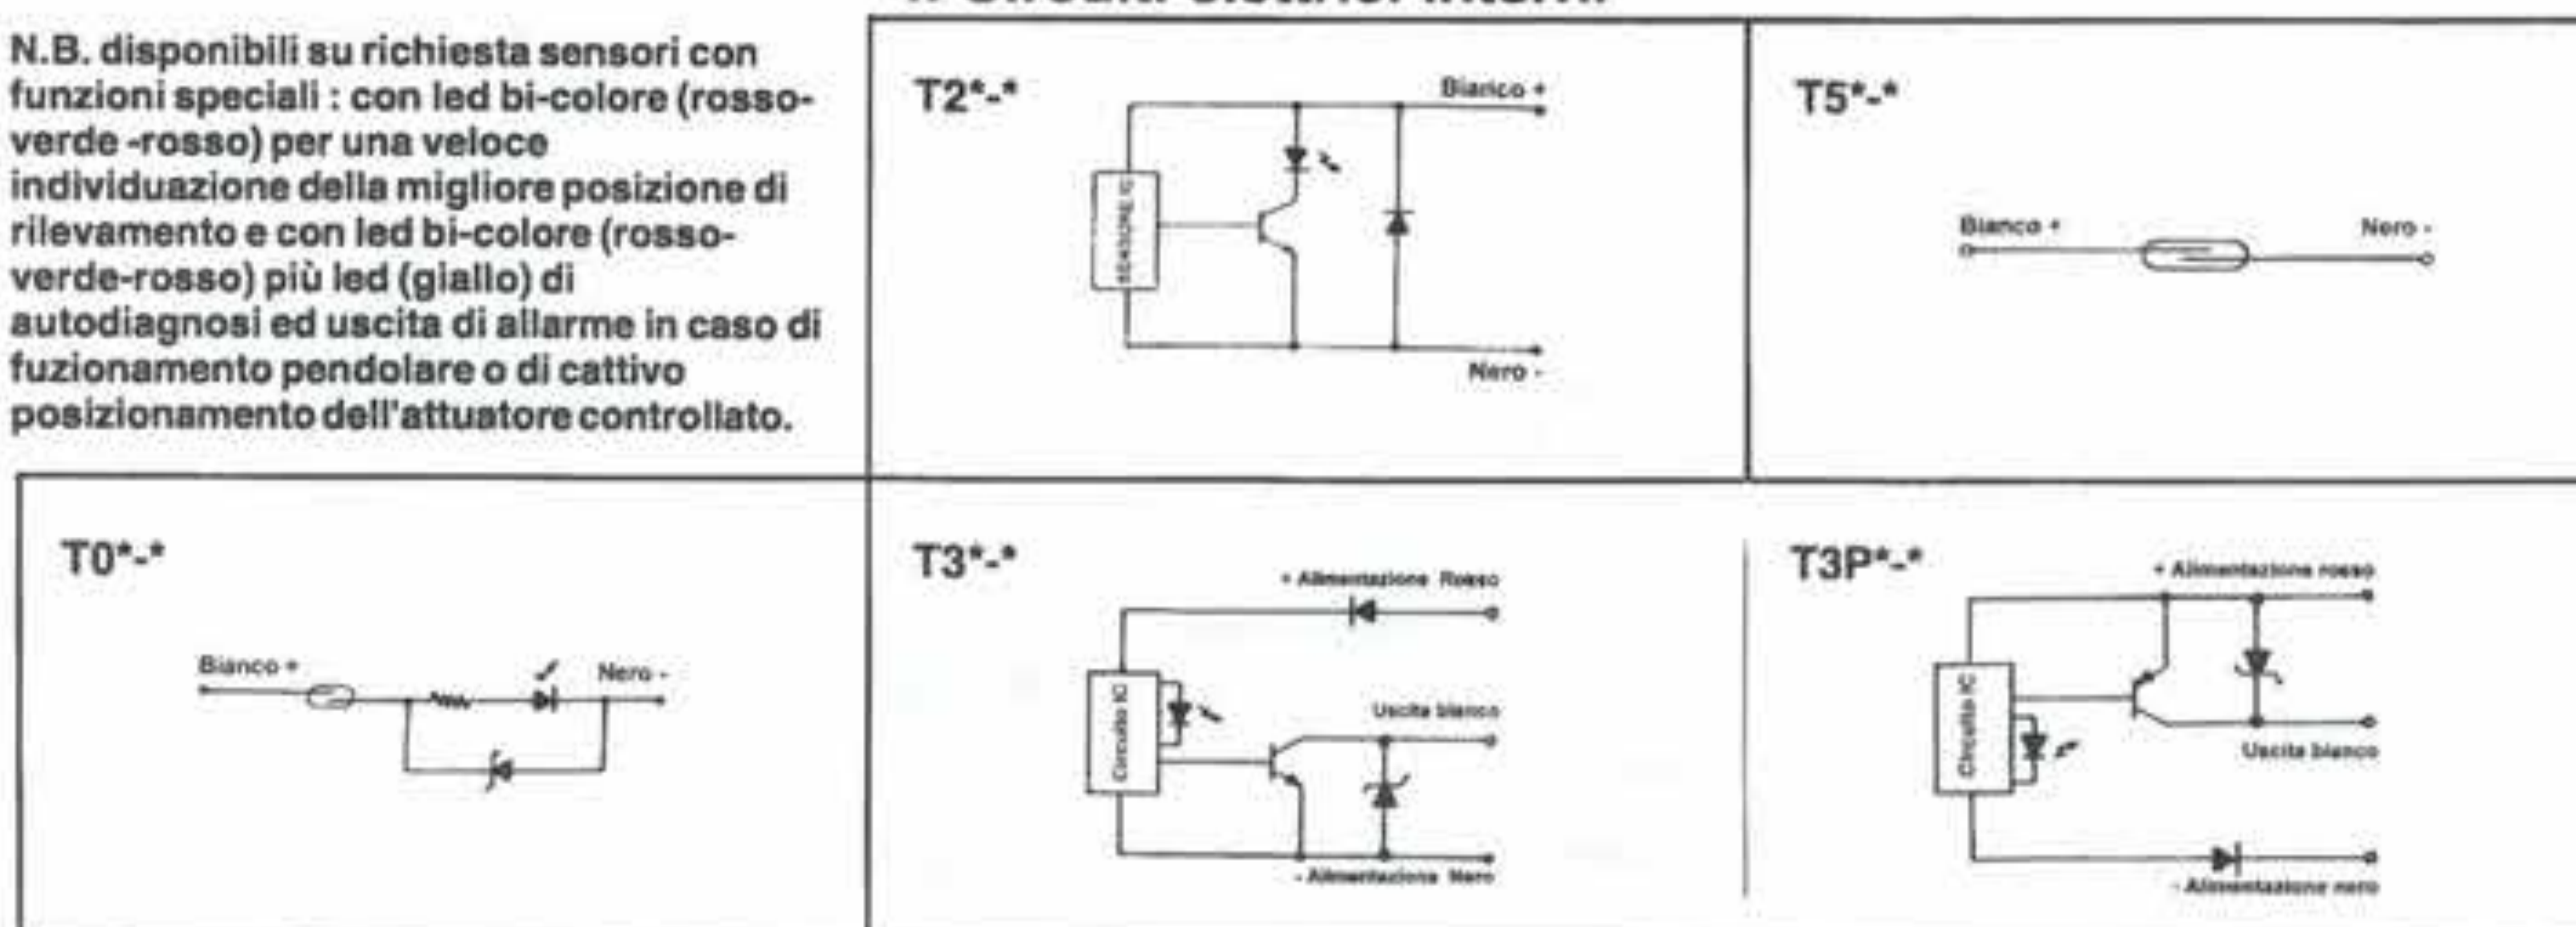 N.B. disponibili su richiesta sensori con
funzioni speciali : con led bi-colore (rosso-
verde -rosso) per una veloce
individuazione della migliore posizione di
rilevamento e con led bi-colore (rosso-
verde-rosso) più led (giallo) di
autodiagnosi ed uscita di allarme in caso di
fuzionamento pendolare o di cattivo
posizionamento dell'attuatore controllato.
T2*-*
Bianco +
Nero -
T5*-*
Bianco +
Nero -
T0*-*
Bianco +
Nero -
T3*-*
+ Alimentazione Rosso
Circuito IC
Uscita bianco
- Alimentazione Nero
T3P*-*
+ Alimentazione rosso
Circuito IC
Uscita bianco
- Alimentazione nero